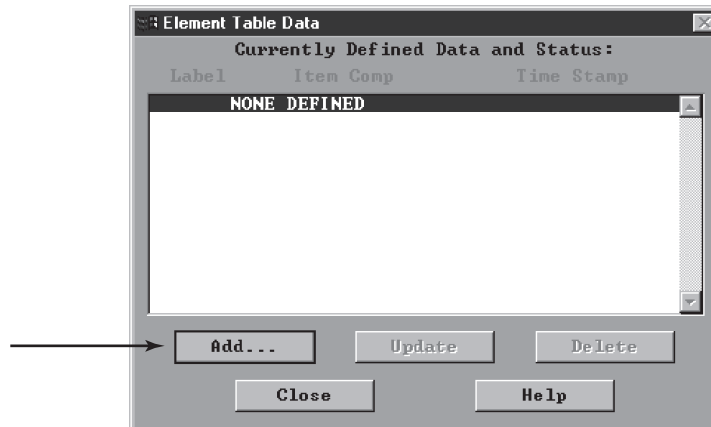 Element Table Data
Currently Defined Data and Status:
Label Item Comp Time Stamp
NONE DEFINED
Add... Update Delete
Close Help